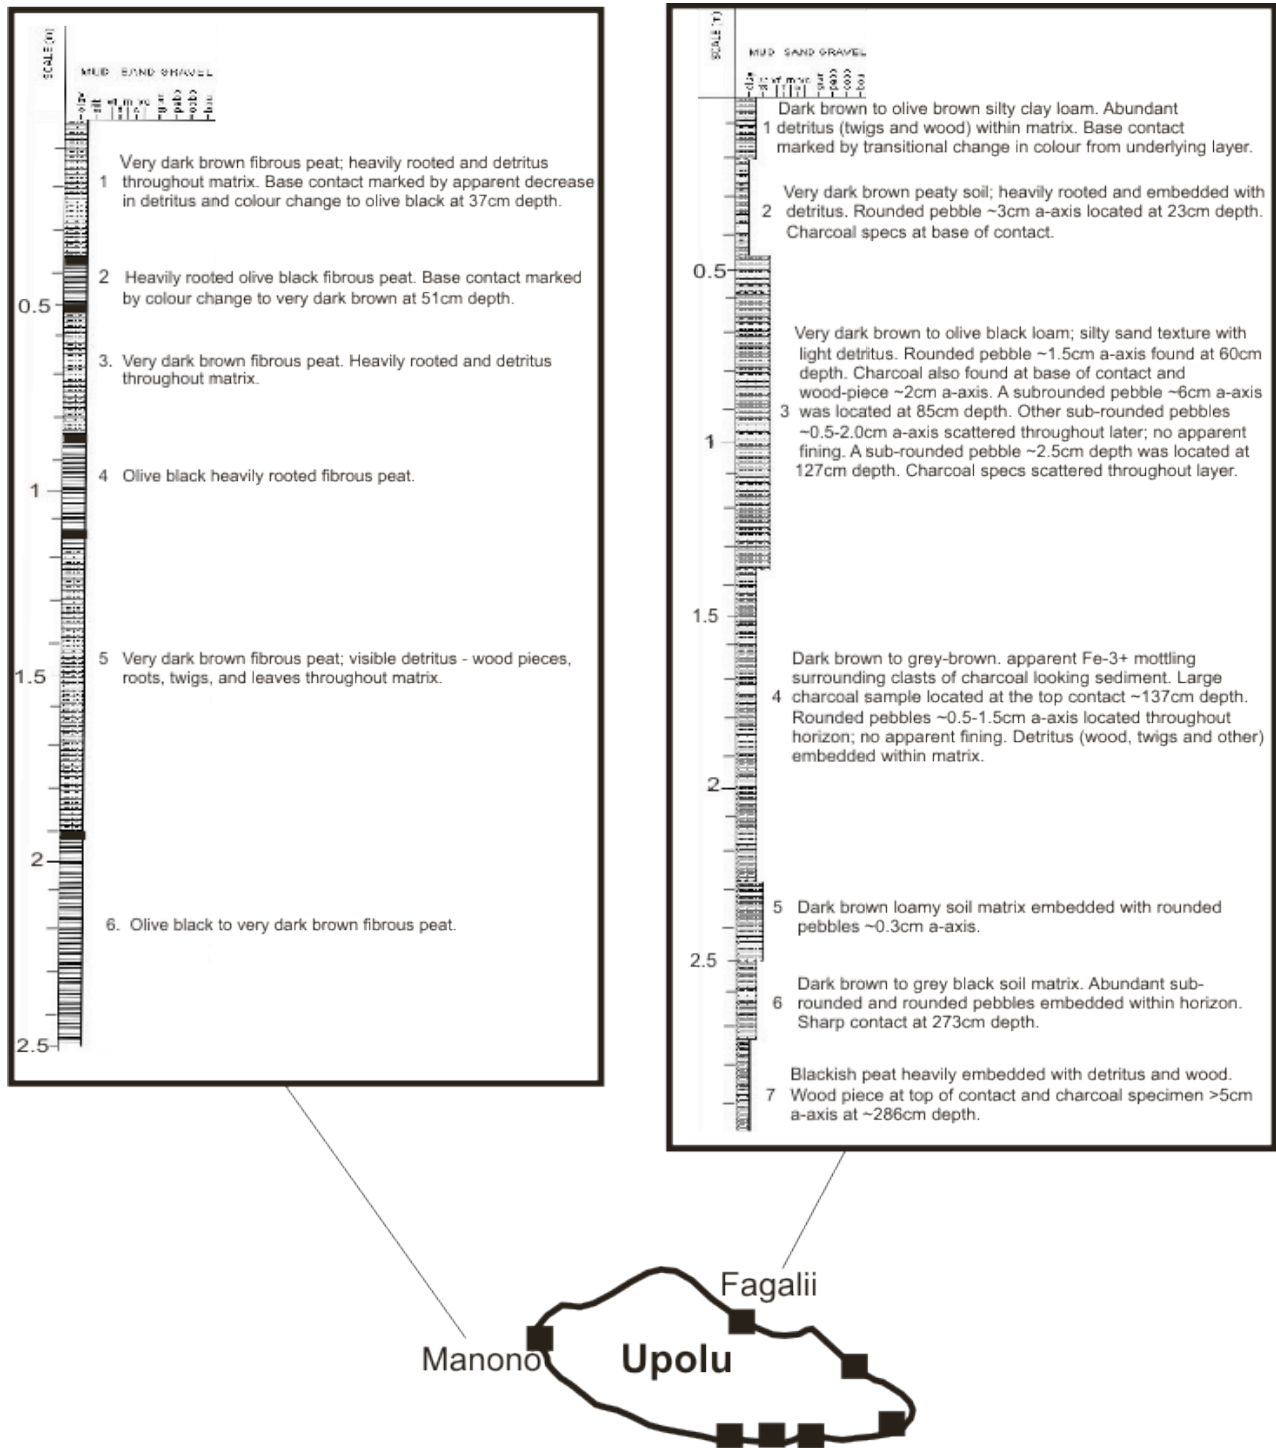 SCALE (m)
MUD SAND GRAVEL
clay
silt
vf
f
m
c
vc
gran
pebb
cobb
boul
1 Very dark brown fibrous peat; heavily rooted and detritus
throughout matrix. Base contact marked by apparent decrease
in detritus and colour change to olive black at 37cm depth.
2 Heavily rooted olive black fibrous peat. Base contact marked
by colour change to very dark brown at 51cm depth.
0.5
3. Very dark brown fibrous peat. Heavily rooted and detritus
throughout matrix.
4 Olive black heavily rooted fibrous peat.
1
5 Very dark brown fibrous peat; visible detritus - wood pieces,
roots, twigs, and leaves throughout matrix.
1.5
2
6. Olive black to very dark brown fibrous peat.
2.5
SCALE (m)
MUD SAND GRAVEL
clay
silt
vf
f
m
c
vc
gran
pebb
cobb
boul
Dark brown to olive brown silty clay loam. Abundant
1 detritus (twigs and wood) within matrix. Base contact
marked by transitional change in colour from underlying layer.
Very dark brown peaty soil; heavily rooted and embedded with
2 detritus. Rounded pebble ~3cm a-axis located at 23cm depth.
Charcoal specs at base of contact.
0.5
Very dark brown to olive black loam; silty sand texture with
light detritus. Rounded pebble ~1.5cm a-axis found at 60cm
depth. Charcoal also found at base of contact and
wood-piece ~2cm a-axis. A subrounded pebble ~6cm a-axis
3 was located at 85cm depth. Other sub-rounded pebbles
~0.5-2.0cm a-axis scattered throughout later; no apparent
fining. A sub-rounded pebble ~2.5cm depth was located at
127cm depth. Charcoal specs scattered throughout layer.
1
1.5
Dark brown to grey-brown. apparent Fe-3+ mottling
surrounding clasts of charcoal looking sediment. Large
4 charcoal sample located at the top contact ~137cm depth.
Rounded pebbles ~0.5-1.5cm a-axis located throughout
horizon; no apparent fining. Detritus (wood, twigs and other)
embedded within matrix.
2
5 Dark brown loamy soil matrix embedded with rounded
pebbles ~0.3cm a-axis.
2.5
Dark brown to grey black soil matrix. Abundant sub-
6 rounded and rounded pebbles embedded within horizon.
Sharp contact at 273cm depth.
Blackish peat heavily embedded with detritus and wood.
7 Wood piece at top of contact and charcoal specimen >5cm
a-axis at ~286cm depth.
Fagalii
Manono
Upolu